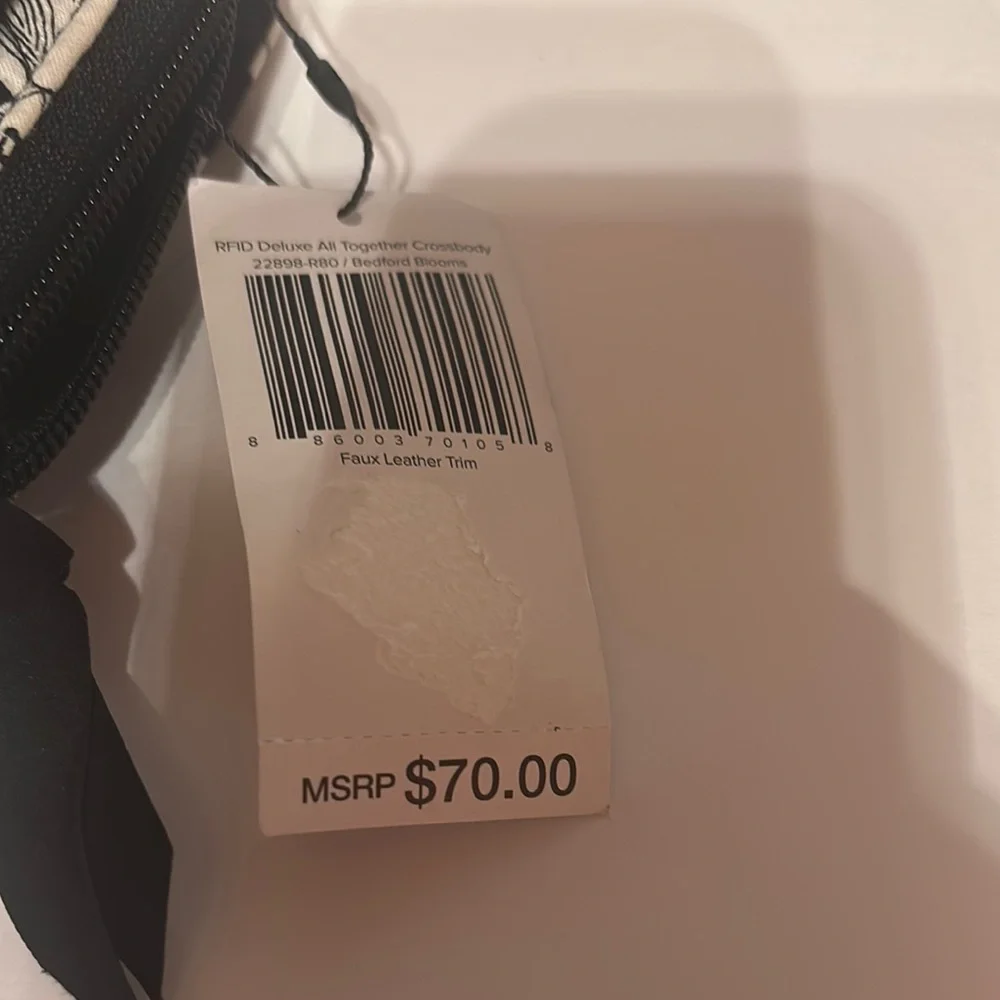 RFID Deluxe All Together Crossbody
22898-R80 / Bedford Blooms
8 86003 70105 8
Faux Leather Trim
MSRP $70.00